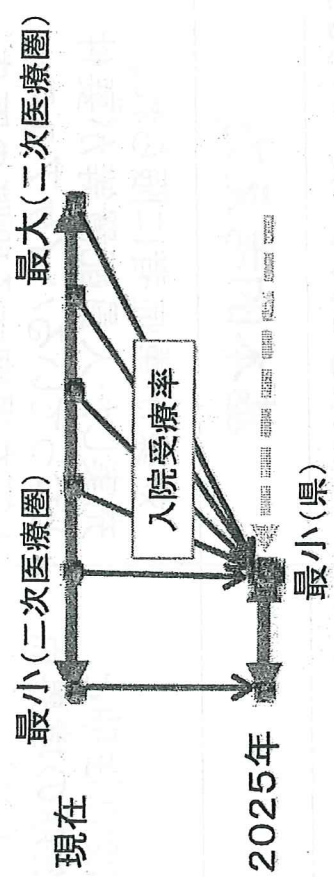 最小(二次医療圏)
最大(二次医療圏)
現在
入院受療率
2025年
最小(県)